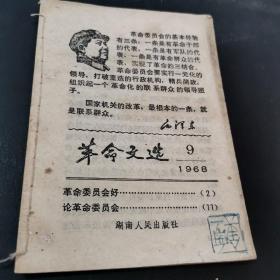 革命委员会的基本经验
有三条:一条是有革命干部
的代表,一条是有军队的代
表,一条是有革命群众的代
表,实现了革命的三结合。
革命委员会要实行一元化的
领导,打破重迭的行政机构,精兵简政,
组织起一个革命化的联系群众的领导班
子。
国家机关的改革,最根本的一条,就
是联系群众。
毛泽东
革命文选
9
1968
革命委员会好 (2)
论革命委员会 (11)
湖南人民出版社